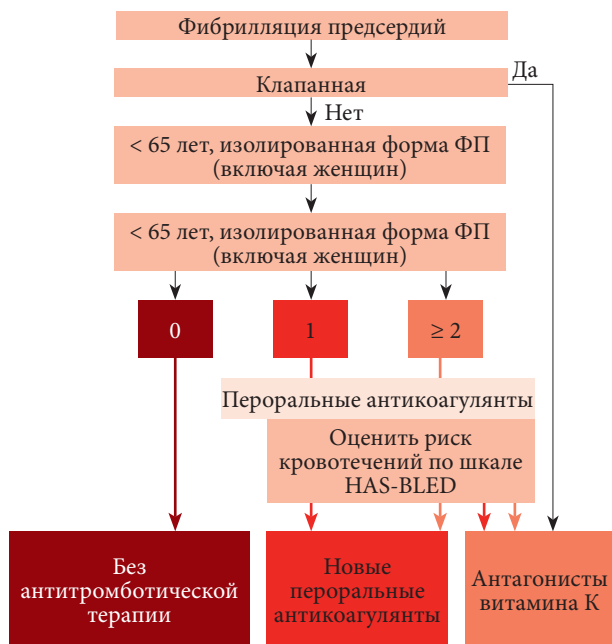 Фибрилляция предсердий
Клапанная
Да
Нет
< 65 лет, изолированная форма ФП
(включая женщин)
< 65 лет, изолированная форма ФП
(включая женщин)
0
1
≥ 2
Пероральные антикоагулянты
Оценить риск
кровотечений по шкале
HAS-BLED
Без
антитромботической
терапии
Новые
пероральные
антикоагулянты
Антагонисты
витамина К